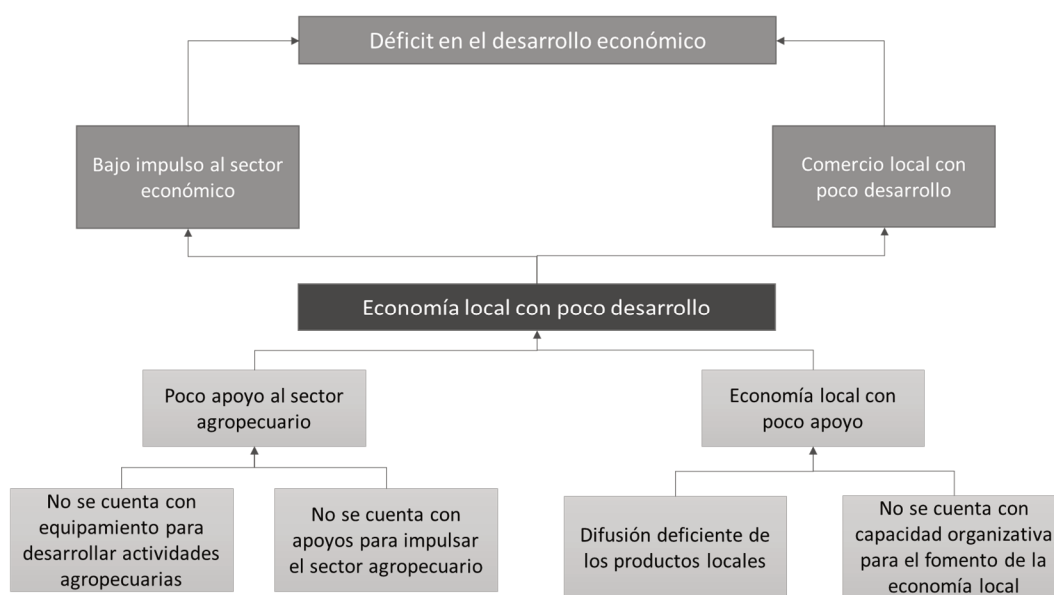 Déficit en el desarrollo económico
Bajo impulso al sector
económico
Comercio local con
poco desarrollo
Economía local con poco desarrollo
Poco apoyo al sector
agropecuario
Economía local con
poco apoyo
No se cuenta con
equipamiento para
desarrollar actividades
agropecuarias
No se cuenta con
apoyos para impulsar
el sector agropecuario
Difusión deficiente de
los productos locales
No se cuenta con
capacidad organizativa
para el fomento de la
economía local